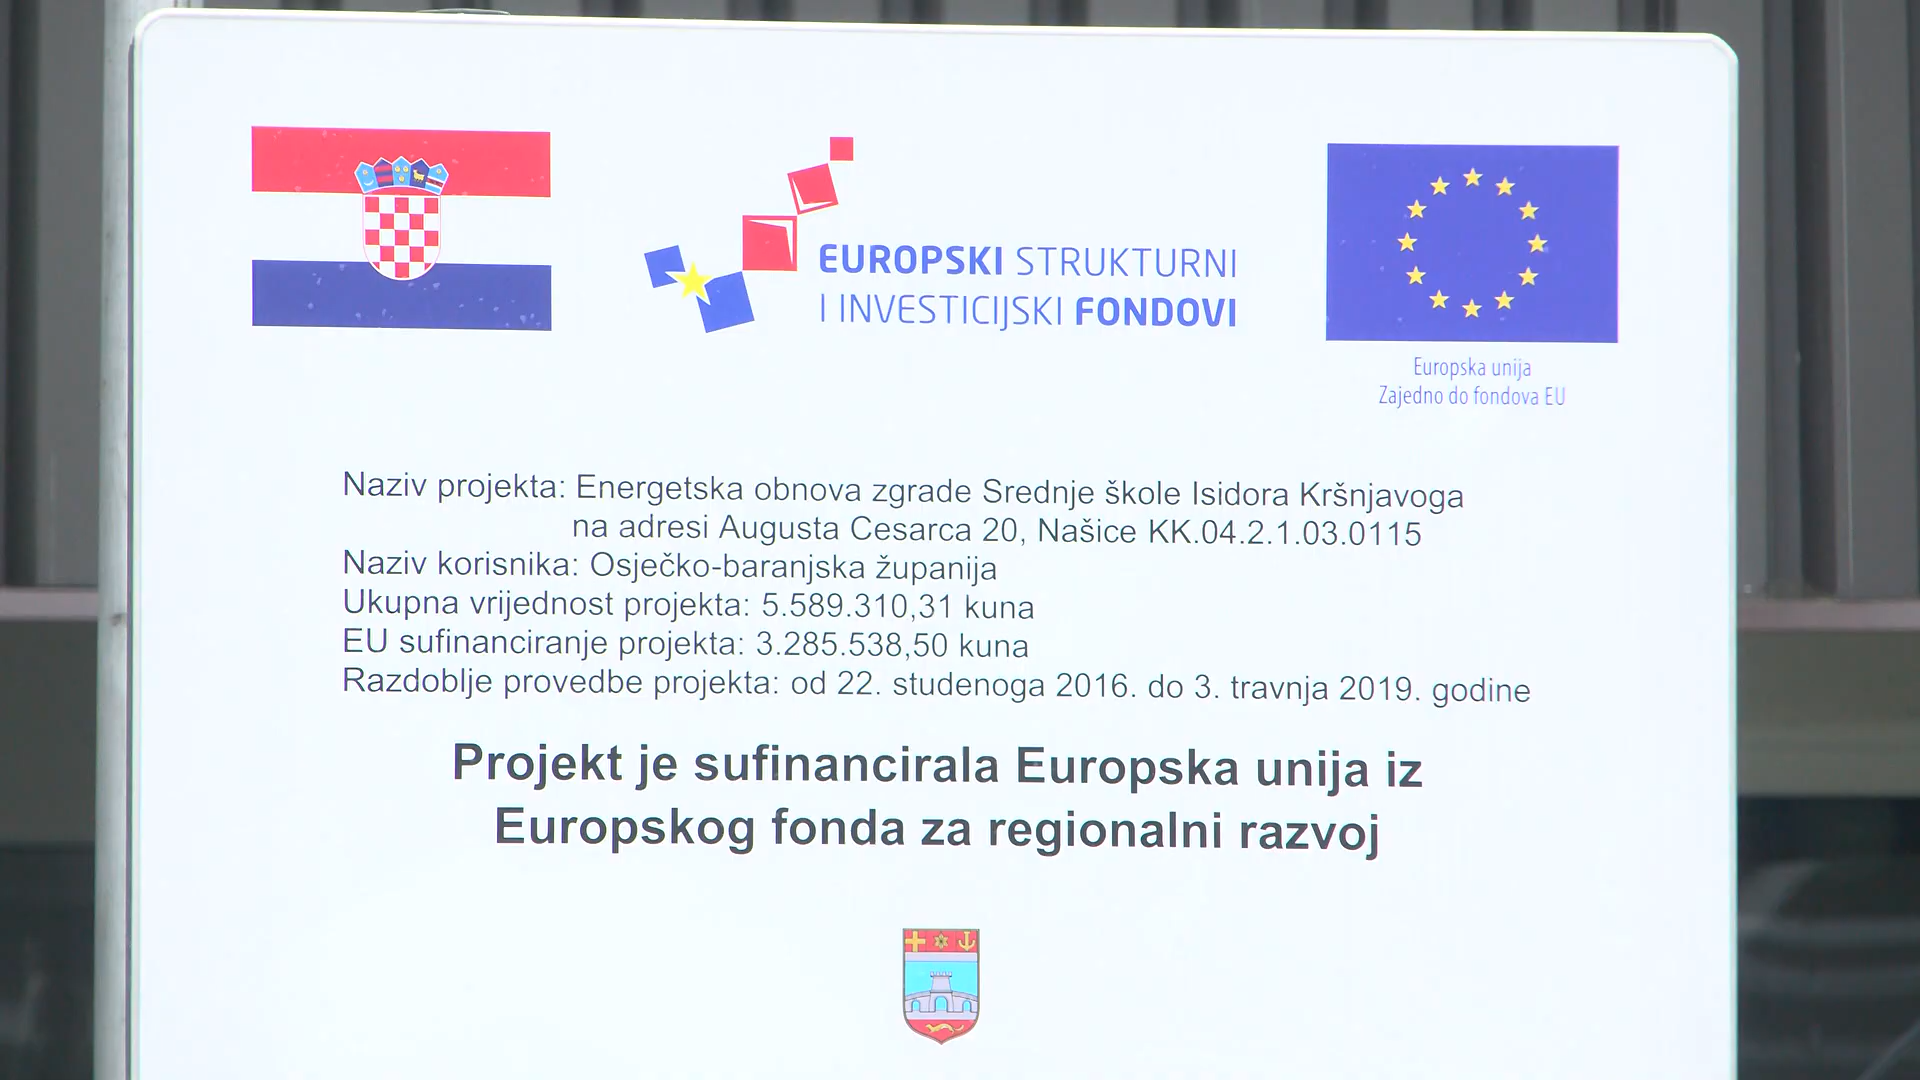 EUROPSKI STRUKTURNI
I INVESTICIJSKI FONDOVI
Europska unija
Zajedno do fondova EU
Naziv projekta: Energetska obnova zgrade Srednje škole Isidora Kršnjavoga
na adresi Augusta Cesarca 20, Našice KK.04.2.1.03.0115
Naziv korisnika: Osječko-baranjska županija
Ukupna vrijednost projekta: 5.589.310,31 kuna
EU sufinanciranje projekta: 3.285.538,50 kuna
Razdoblje provedbe projekta: od 22. studenoga 2016. do 3. travnja 2019. godine
Projekt je sufinancirala Europska unija iz
Europskog fonda za regionalni razvoj